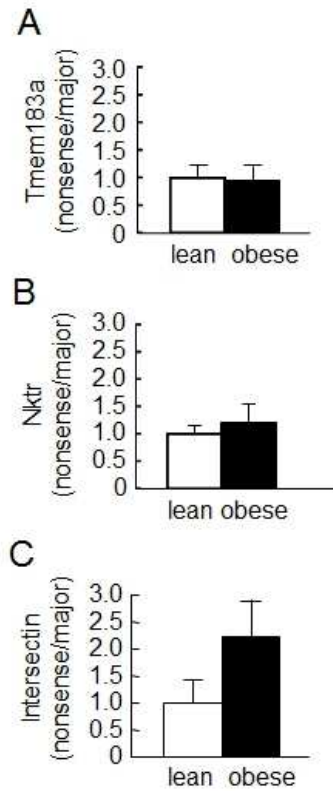 A
Tmem183a
(nonsense/major)
3.0
2.5
2.0
1.5
1.0
0.5
0
lean obese
B
Nktr
(nonsense/major)
3.0
2.5
2.0
1.5
1.0
0.5
0
lean obese
C
Intersectin
(nonsense/major)
3.0
2.5
2.0
1.5
1.0
0.5
0
lean obese